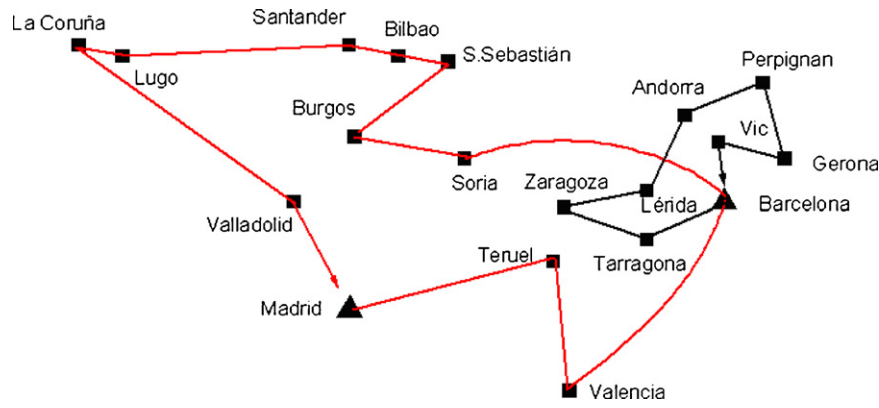 La Coruña
Santander
Bilbao
S.Sebastián
Lugo
Perpignan
Andorra
Burgos
Vic
Gerona
Soria
Zaragoza
Lérida
Barcelona
Valladolid
Teruel
Tarragona
Madrid
Valencia